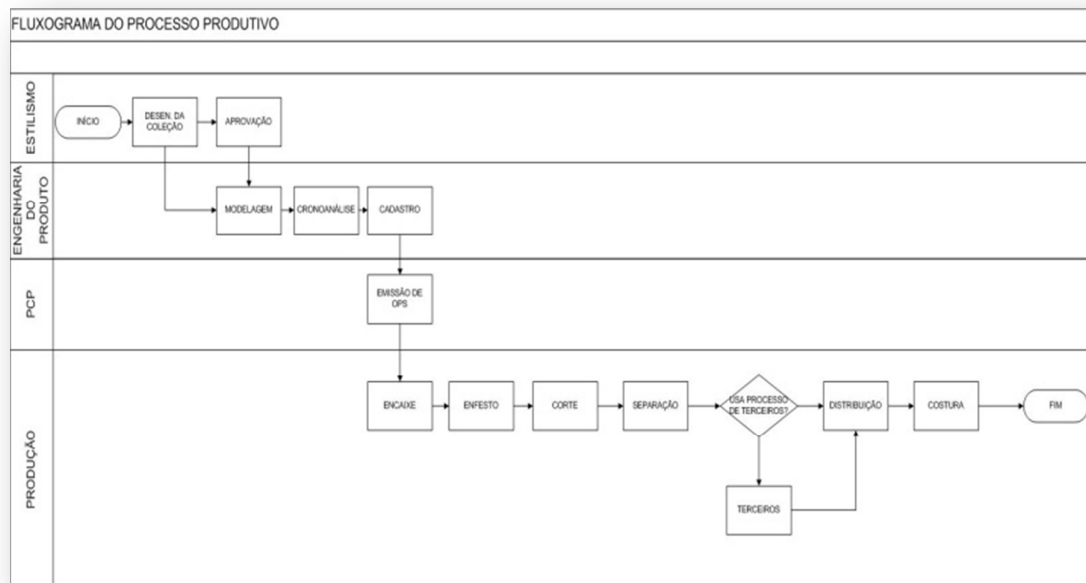 FLUXOGRAMA DO PROCESSO PRODUTIVO
ESTILISMO
INÍCIO
DESEN. DA
COLEÇÃO
APROVAÇÃO
ENGENHARIA
DO
PRODUTO
MODELAGEM
CRONOANÁLISE
CADASTRO
PCP
EMISSÃO DE
OPS
PRODUÇÃO
ENCAIXE
ENFESTO
CORTE
SEPARAÇÃO
USA PROCESSO
DE TERCEIROS?
DISTRIBUIÇÃO
COSTURA
FIM
TERCEIROS